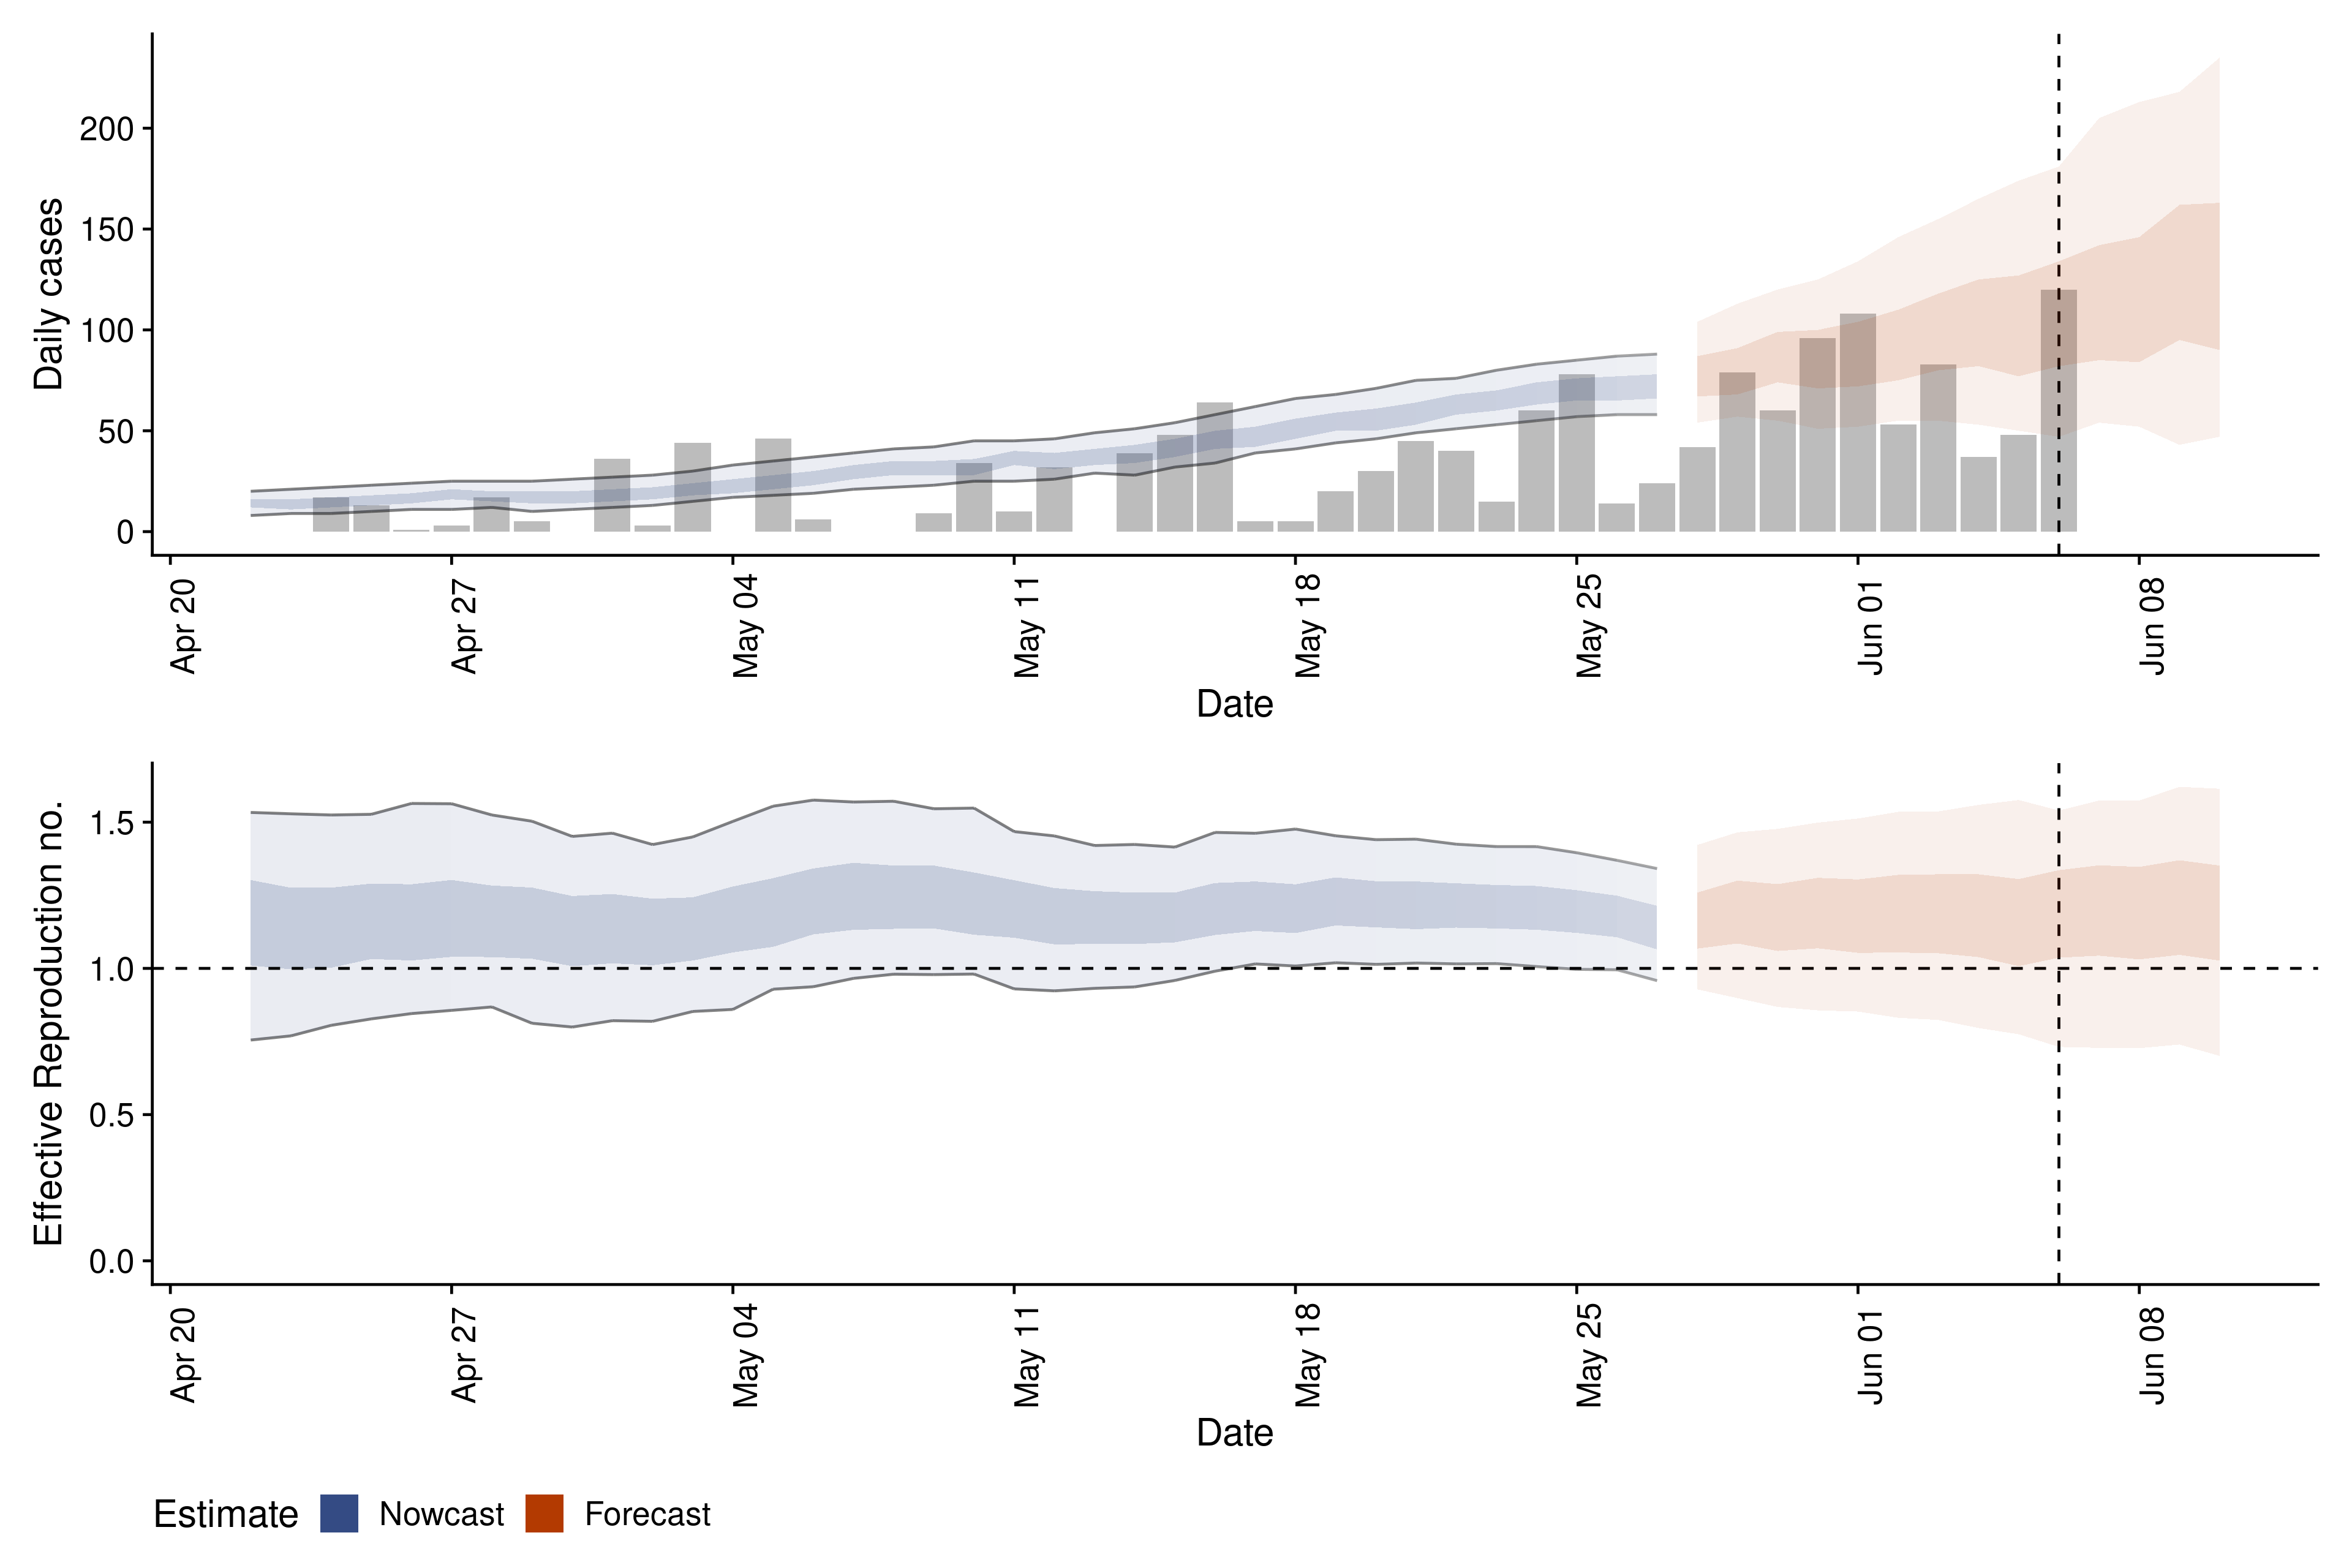 Daily cases
200
150
100
50
0
Apr 20
Apr 27
May 04
May 11
May 18
May 25
Jun 01
Jun 08
Date
Effective Reproduction no.
1.5
1.0
0.5
0.0
Apr 20
Apr 27
May 04
May 11
May 18
May 25
Jun 01
Jun 08
Date
Estimate Nowcast Forecast